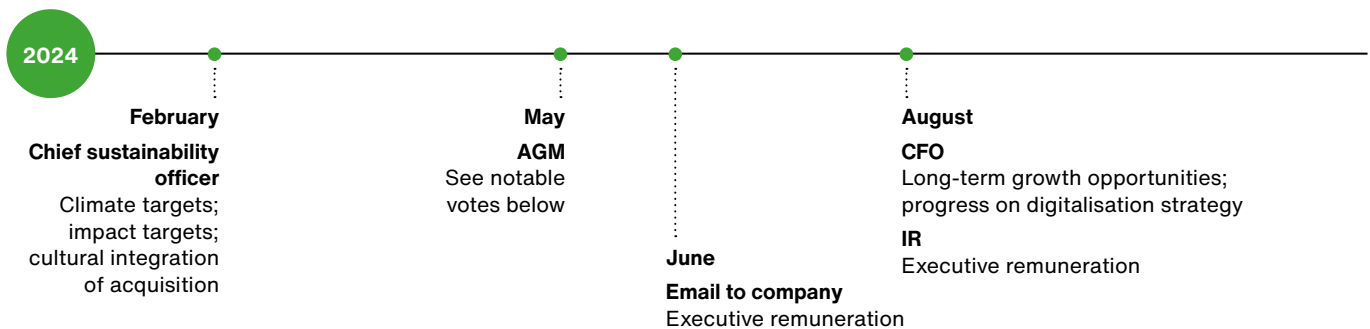 2024
February
Chief sustainability
officer
Climate targets;
impact targets;
cultural integration
of acquisition
May
AGM
See notable
votes below
June
Email to company
Executive remuneration
August
CFO
Long-term growth opportunities;
progress on digitalisation strategy
IR
Executive remuneration